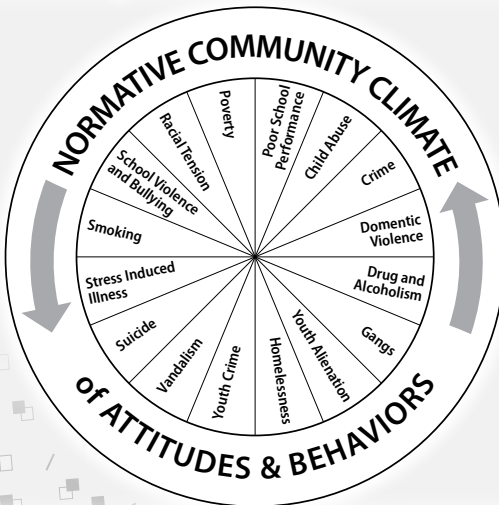 NORMATIVE COMMUNITY CLIMATE
Poor School
Performance
Child Abuse
Crime
Domentic
Violence
Drug and
Alcoholism
Gangs
Youth Alienation
Homelessness
Youth Crime
Vandalism
Suicide
Stress Induced
Illness
Smoking
School Violence
and Bullying
Racial Tension
Poverty
of ATTITUDES & BEHAVIORS